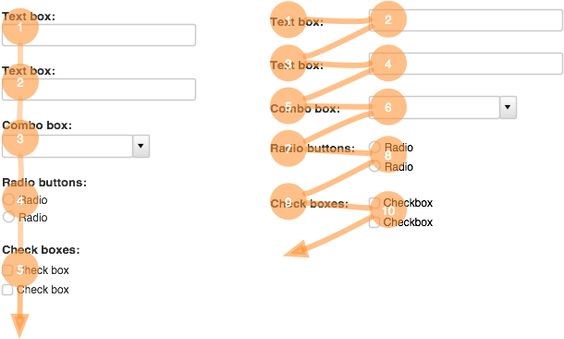 Text box:
1
Text box:
2
Combo box:
3
Radio buttons:
4 Radio
Radio
Check boxes:
5 Check box
Check box
1
Text box:
2
3
Text box:
4
5
Combo box:
6
7
Radio buttons:
8 Radio
Radio
9
Check boxes:
10 Checkbox
Checkbox